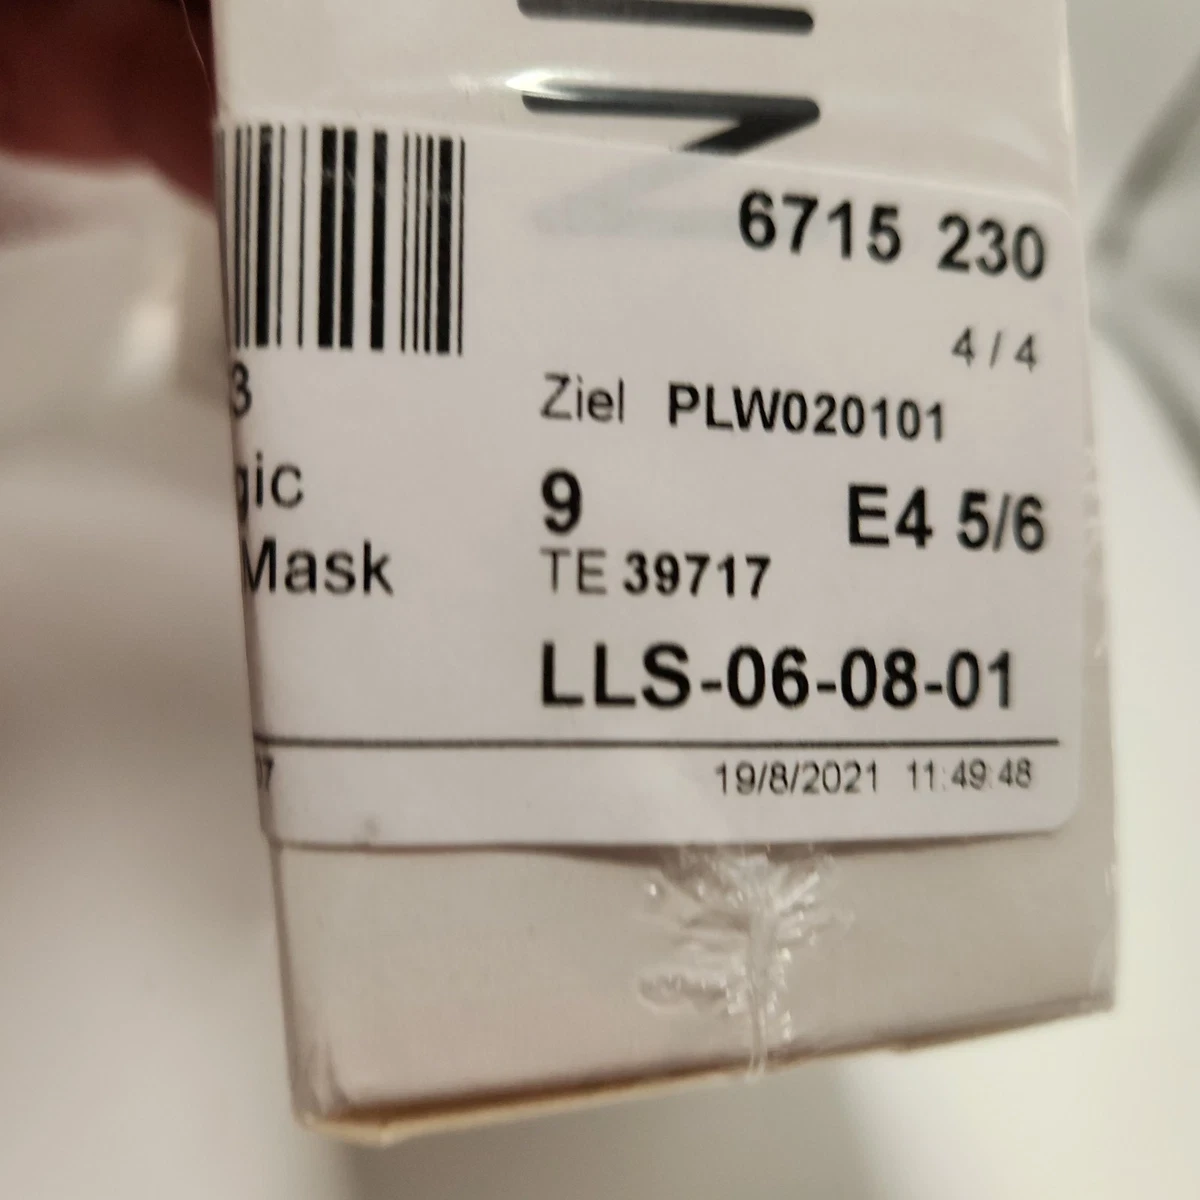 6715 230
4 / 4
3
Ziel PLW020101
gic
9 E4 5/6
Mask
TE 39717
LLS-06-08-01
07 19/8/2021 11:49:48